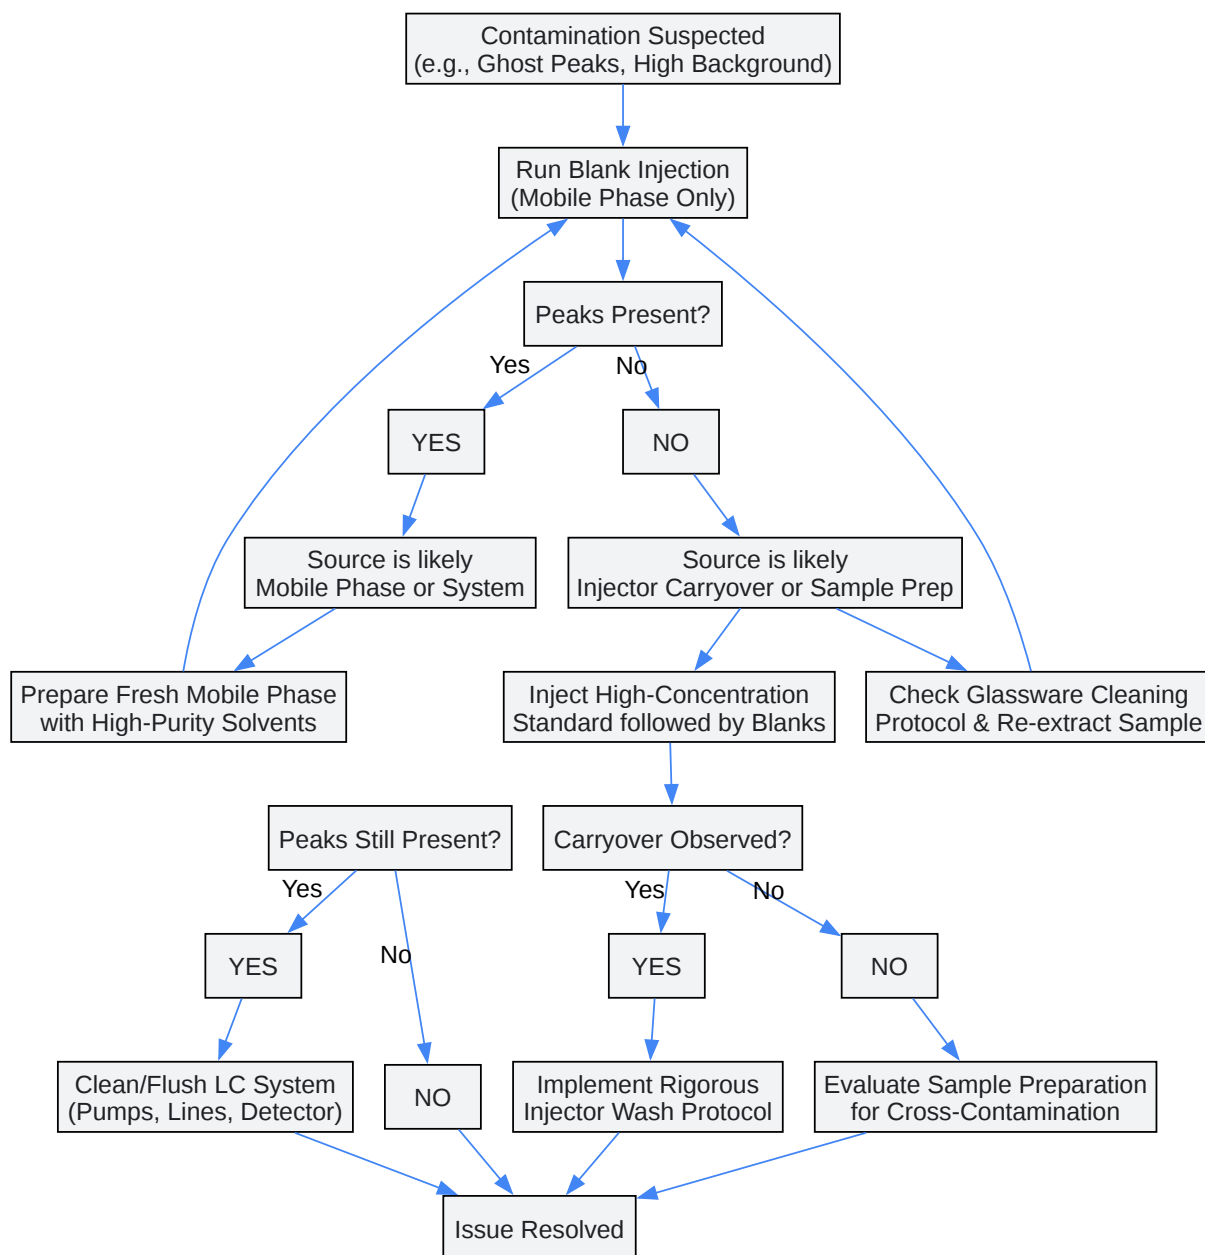 Contamination Suspected
(e.g., Ghost Peaks, High Background)
Run Blank Injection
(Mobile Phase Only)
Peaks Present?
Yes
No
YES
NO
Source is likely
Mobile Phase or System
Source is likely
Injector Carryover or Sample Prep
Prepare Fresh Mobile Phase
with High-Purity Solvents
Inject High-Concentration
Standard followed by Blanks
Check Glassware Cleaning
Protocol & Re-extract Sample
Peaks Still Present?
Carryover Observed?
Yes
No
Yes
No
YES
YES
NO
Clean/Flush LC System
(Pumps, Lines, Detector)
NO
Implement Rigorous
Injector Wash Protocol
Evaluate Sample Preparation
for Cross-Contamination
Issue Resolved